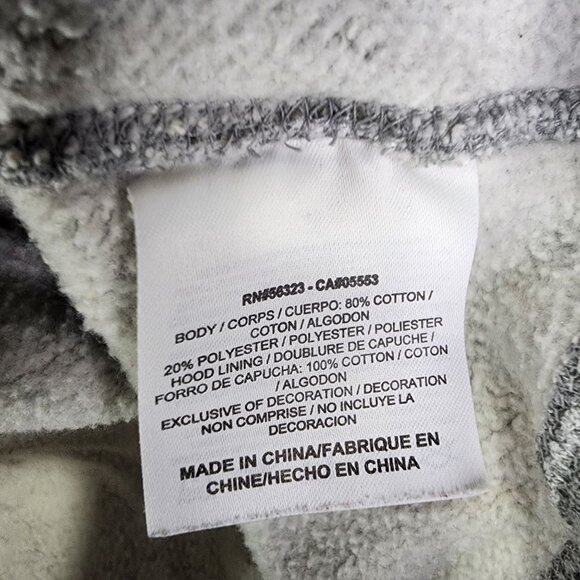 RN#56323 - CA#05553
BODY / CORPS / CUERPO: 80% COTTON /
COTON / ALGODON
20% POLYESTER / POLYESTER / POLIESTER
HOOD LINING / DOUBLURE DE CAPUCHE /
FORRO DE CAPUCHA: 100% COTTON / COTON
/ ALGODON
EXCLUSIVE OF DECORATION / DECORATION
NON COMPRISE / NO INCLUYE LA
DECORACION
MADE IN CHINA/FABRIQUE EN
CHINE/HECHO EN CHINA